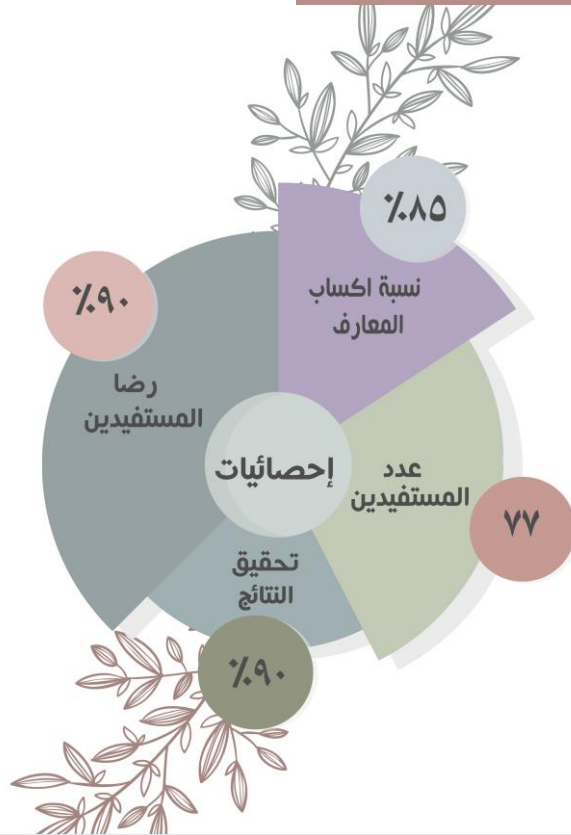 ٪٨٥
نسبة اكساب
المعارف
٪٩٠
رضا
المستفيدين
إحصائيات
عدد
المستفيدين
٧٧
تحقيق
النتائج
٪٩٠